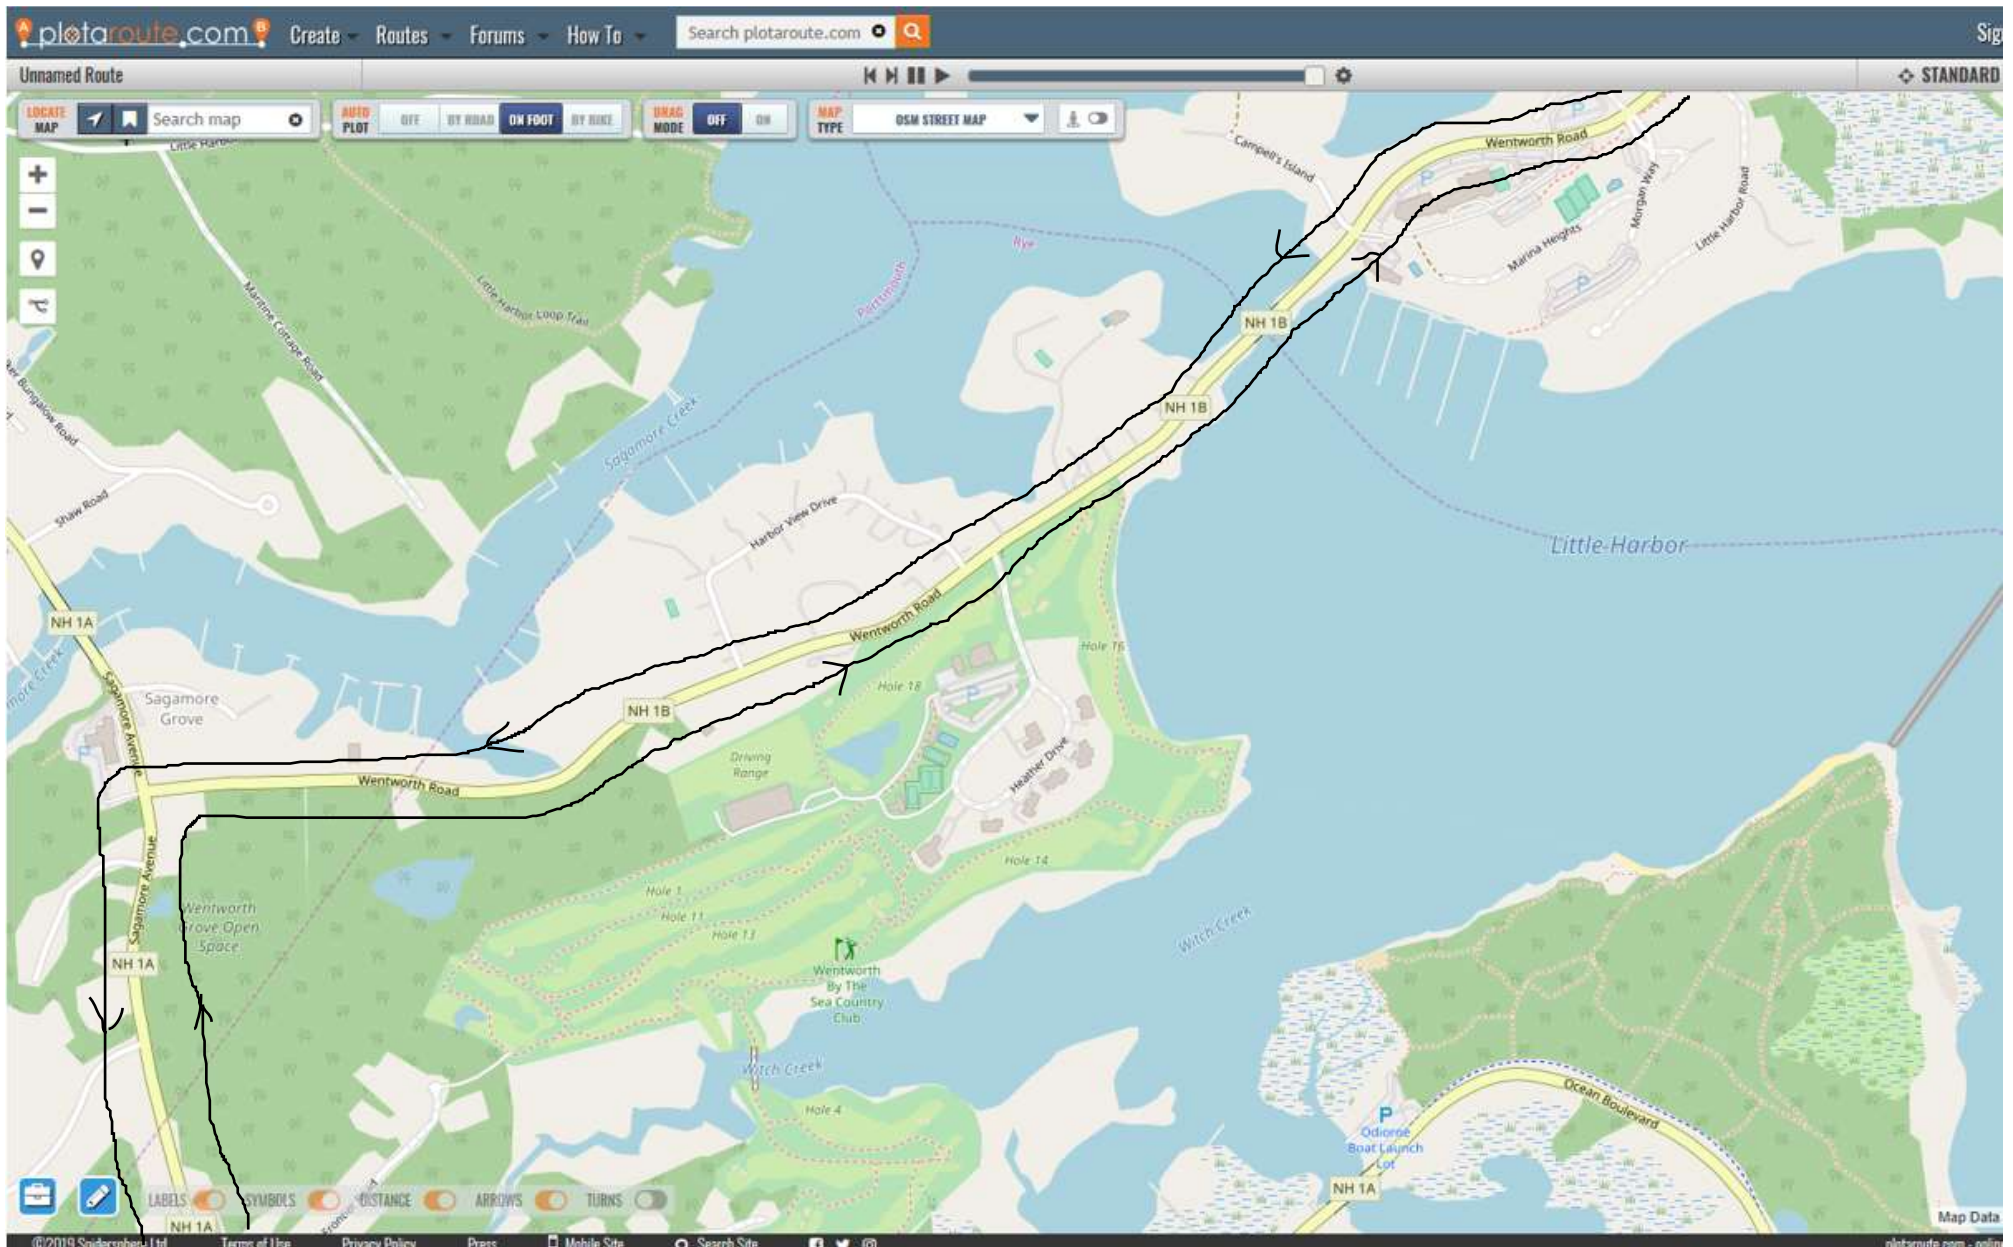 plotaroute.com Create Routes Forums How To Search plotaroute.com
Unnamed Route
STANDARD
LOCATE MAP
Search map
AUTO PLOT
OFF BY ROAD ON FOOT BY BIKE
DRAG MODE
OFF ON
MAP TYPE
OSM STREET MAP
Campell's Island
Wentworth Road
Morgan Way
Little Harbor Road
Marina Heights
Maritime Cottage Road
Little Harbor Loop Trail
Portsmouth
Rye
NH 1B
NH 1B
Sagamore Creek
Shaw Road
Harbor View Drive
Little Harbor
NH 1A
Sagamore Avenue
Sagamore Grove
Wentworth Road
NH 1B
Hole 16
Hole 18
Driving Range
Heather Drive
Wentworth Road
Hole 14
Sagamore Avenue
Wentworth Grove Open Space
Hole 1
Hole 11
Hole 13
Witch Creek
NH 1A
Wentworth By The Sea Country Club
Witch Creek
Hole 4
Ocean Boulevard
P
Odiorne Boat Launch Lot
NH 1A
LABELS SYMBOLS DISTANCE ARROWS TURNS
NH 1A
Map Data
©2019 Spidersphere Ltd Terms of Use Privacy Policy Press Mobile Site Search Site